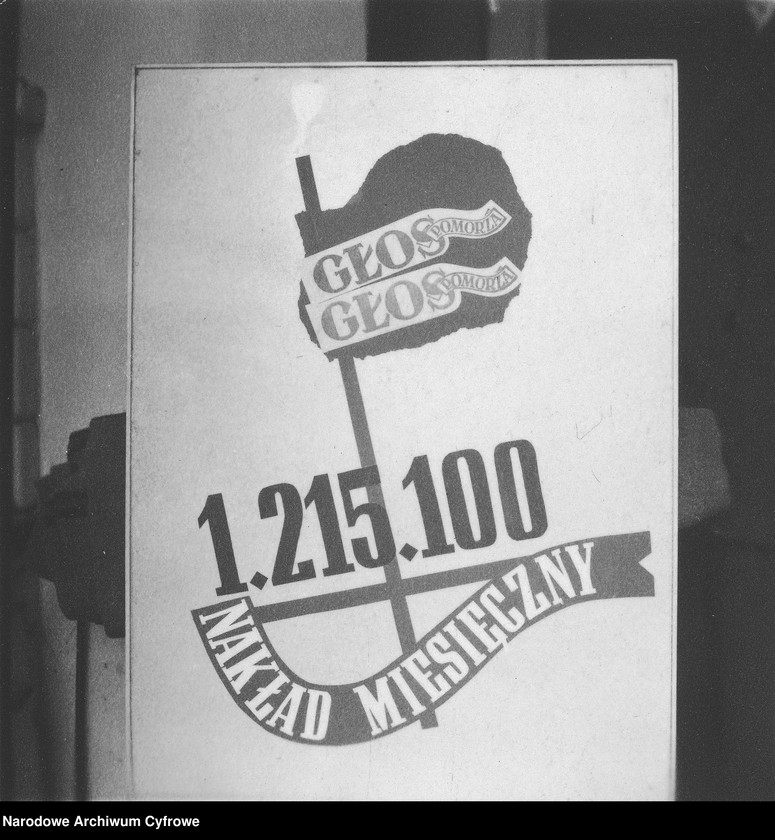 GŁOS POMORZA
GŁOS POMORZA
1.215.100
NAKŁAD MIESIĘCZNY
Narodowe Archiwum Cyfrowe